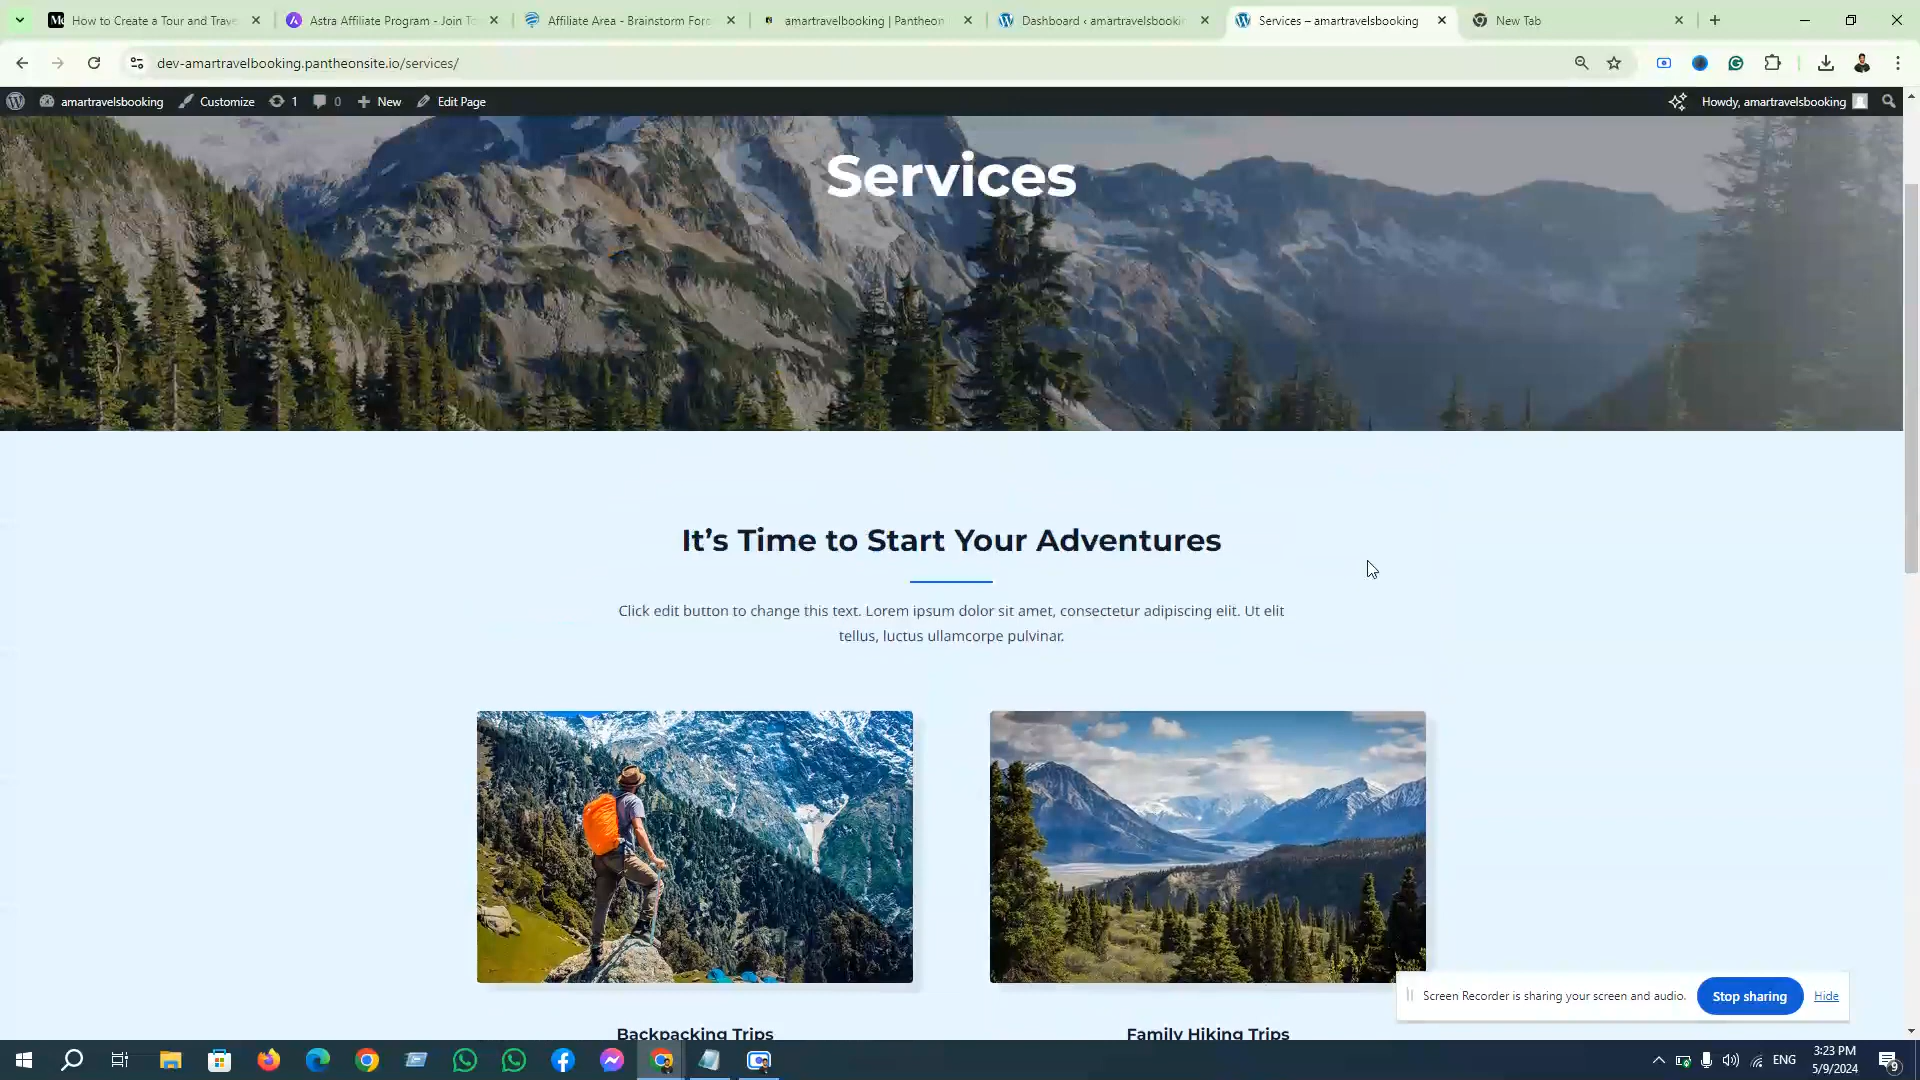 How to Create a Tour and Trave
Astra Affiliate Program - Join To
Affiliate Area - Brainstorm For
amartravelbooking | Pantheon
Dashboard ‹ amartravelsbookin
Services – amartravelsbooking
New Tab
dev-amartravelbooking.pantheonsite.io/services/
amartravelsbooking
Customize
1
0
New
Edit Page
Howdy, amartravelsbooking
Services
It’s Time to Start Your Adventures
Click edit button to change this text. Lorem ipsum dolor sit amet, consectetur adipiscing elit. Ut elit
tellus, luctus ullamcorpe pulvinar.
Backpacking Trips
Family Hiking Trips
Screen Recorder is sharing your screen and audio.
Stop sharing
Hide
ENG
3:23 PM
5/9/2024
9